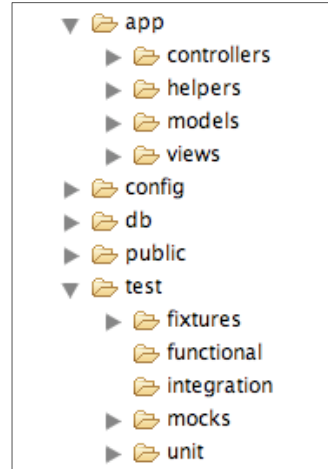 app
controllers
helpers
models
views
config
db
public
test
fixtures
functional
integration
mocks
unit